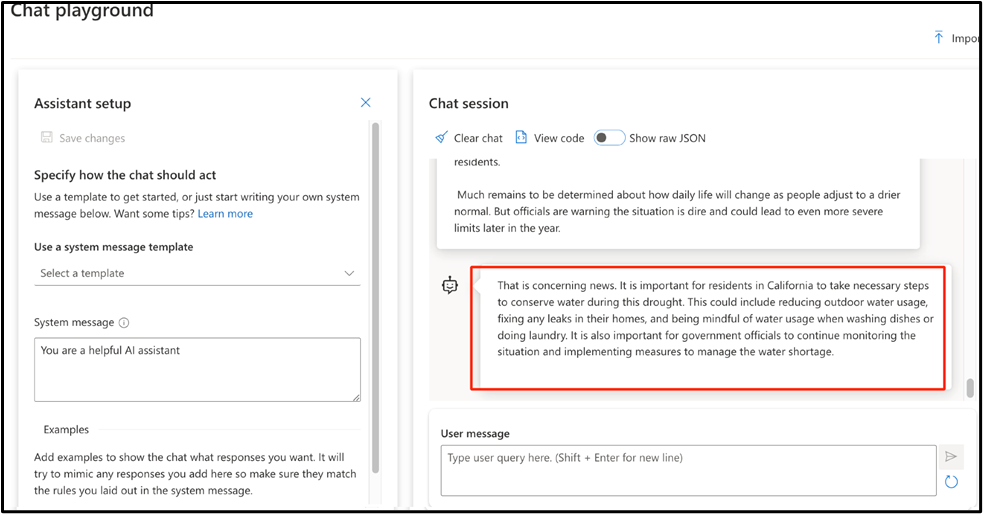 Chat playground
Impor
Assistant setup
Save changes
Specify how the chat should act
Use a template to get started, or just start writing your own system
message below. Want some tips? Learn more
Use a system message template
Select a template
System message
You are a helpful AI assistant
Examples
Add examples to show the chat what responses you want. It will
try to mimic any responses you add here so make sure they match
the rules you laid out in the system message.
Chat session
Clear chat View code Show raw JSON
residents.
Much remains to be determined about how daily life will change as people adjust to a drier
normal. But officials are warning the situation is dire and could lead to even more severe
limits later in the year.
That is concerning news. It is important for residents in California to take necessary steps
to conserve water during this drought. This could include reducing outdoor water usage,
fixing any leaks in their homes, and being mindful of water usage when washing dishes or
doing laundry. It is also important for government officials to continue monitoring the
situation and implementing measures to manage the water shortage.
User message
Type user query here. (Shift + Enter for new line)